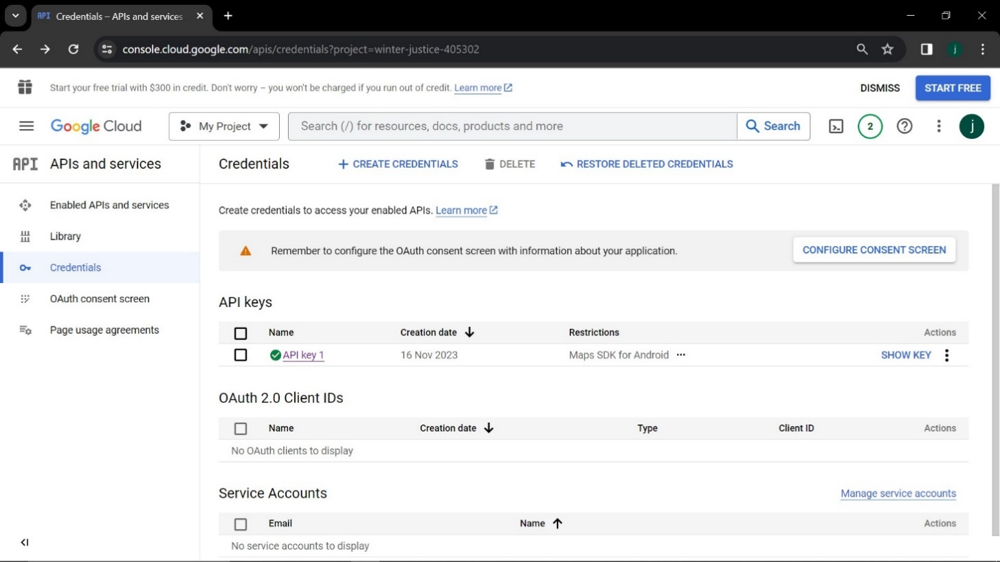 API Credentials – APIs and services
console.cloud.google.com/apis/credentials?project=winter-justice-405302
j
Start your free trial with $300 in credit. Don't worry – you won't be charged if you run out of credit. Learn more
DISMISS
START FREE
Google Cloud
My Project
Search (/) for resources, docs, products and more
Search
2
j
API APIs and services
Credentials
CREATE CREDENTIALS
DELETE
RESTORE DELETED CREDENTIALS
Enabled APIs and services
Library
Credentials
OAuth consent screen
Page usage agreements
Create credentials to access your enabled APIs. Learn more
Remember to configure the OAuth consent screen with information about your application.
CONFIGURE CONSENT SCREEN
API keys
Name Creation date Restrictions Actions
API key 1 16 Nov 2023 Maps SDK for Android ... SHOW KEY
OAuth 2.0 Client IDs
Name Creation date Type Client ID Actions
No OAuth clients to display
Service Accounts
Manage service accounts
Email Name Actions
No service accounts to display